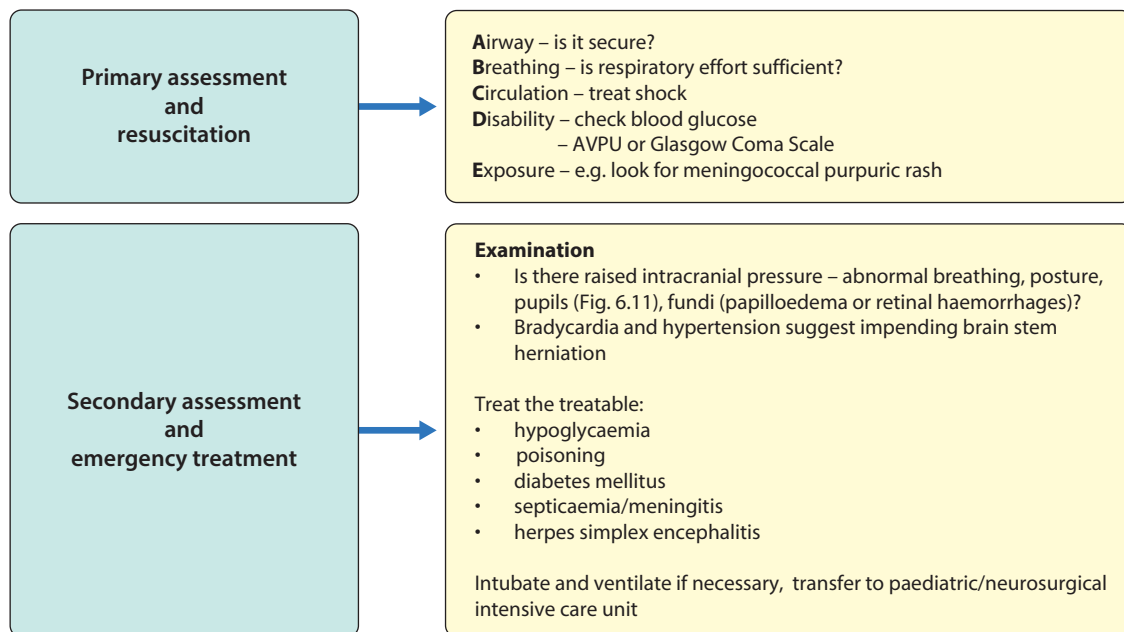 Primary assessment
and
resuscitation
Airway – is it secure?
Breathing – is respiratory effort sufficient?
Circulation – treat shock
Disability – check blood glucose
– AVPU or Glasgow Coma Scale
Exposure – e.g. look for meningococcal purpuric rash
Secondary assessment
and
emergency treatment
Examination
• Is there raised intracranial pressure – abnormal breathing, posture,
pupils (Fig. 6.11), fundi (papilloedema or retinal haemorrhages)?
• Bradycardia and hypertension suggest impending brain stem
herniation
Treat the treatable:
• hypoglycaemia
• poisoning
• diabetes mellitus
• septicaemia/meningitis
• herpes simplex encephalitis
Intubate and ventilate if necessary, transfer to paediatric/neurosurgical
intensive care unit